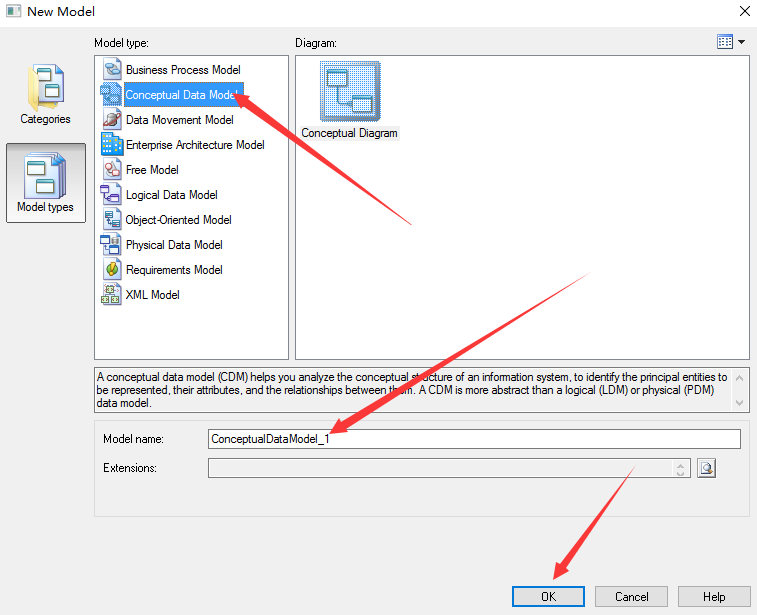 New Model
Model type:
Diagram:
Categories
Model types
Business Process Model
Conceptual Data Model
Data Movement Model
Enterprise Architecture Model
Free Model
Logical Data Model
Object-Oriented Model
Physical Data Model
Requirements Model
XML Model
Conceptual Diagram
A conceptual data model (CDM) helps you analyze the conceptual structure of an information system, to identify the principal entities to
be represented, their attributes, and the relationships between them. A CDM is more abstract than a logical (LDM) or physical (PDM)
data model.
Model name:
ConceptualDataModel_1
Extensions:
OK
Cancel
Help